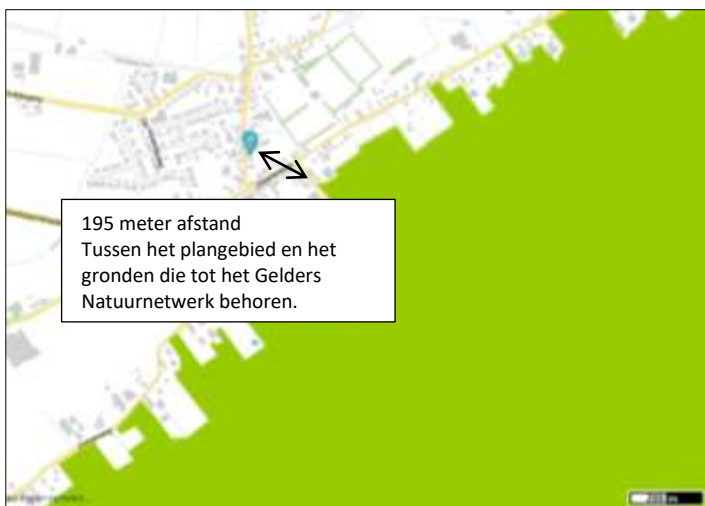 195 meter afstand
Tussen het plangebied en het
gronden die tot het Gelders
Natuurnetwerk behoren.